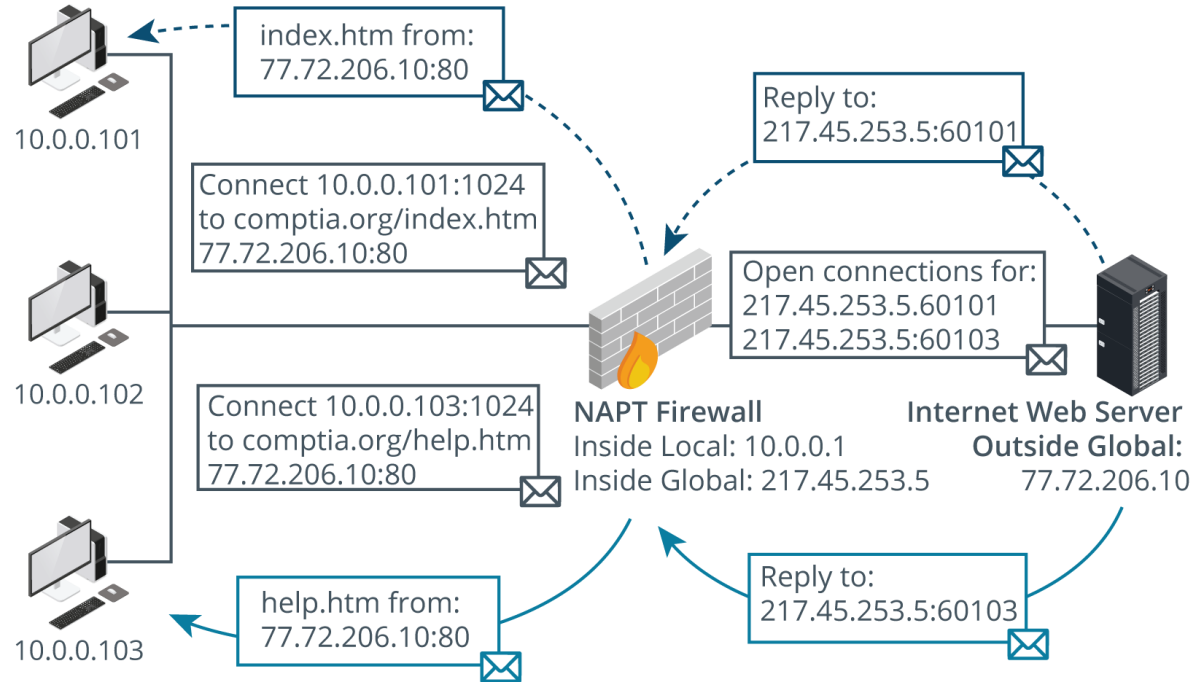 index.htm from:
77.72.206.10:80
10.0.0.101
Reply to:
217.45.253.5:60101
Connect 10.0.0.101:1024
to comptia.org/index.htm
77.72.206.10:80
Open connections for:
217.45.253.5.60101
217.45.253.5:60103
10.0.0.102
Connect 10.0.0.103:1024
to comptia.org/help.htm
77.72.206.10:80
NAPT Firewall
Inside Local: 10.0.0.1
Inside Global: 217.45.253.5
Internet Web Server
Outside Global:
77.72.206.10
help.htm from:
77.72.206.10:80
Reply to:
217.45.253.5:60103
10.0.0.103